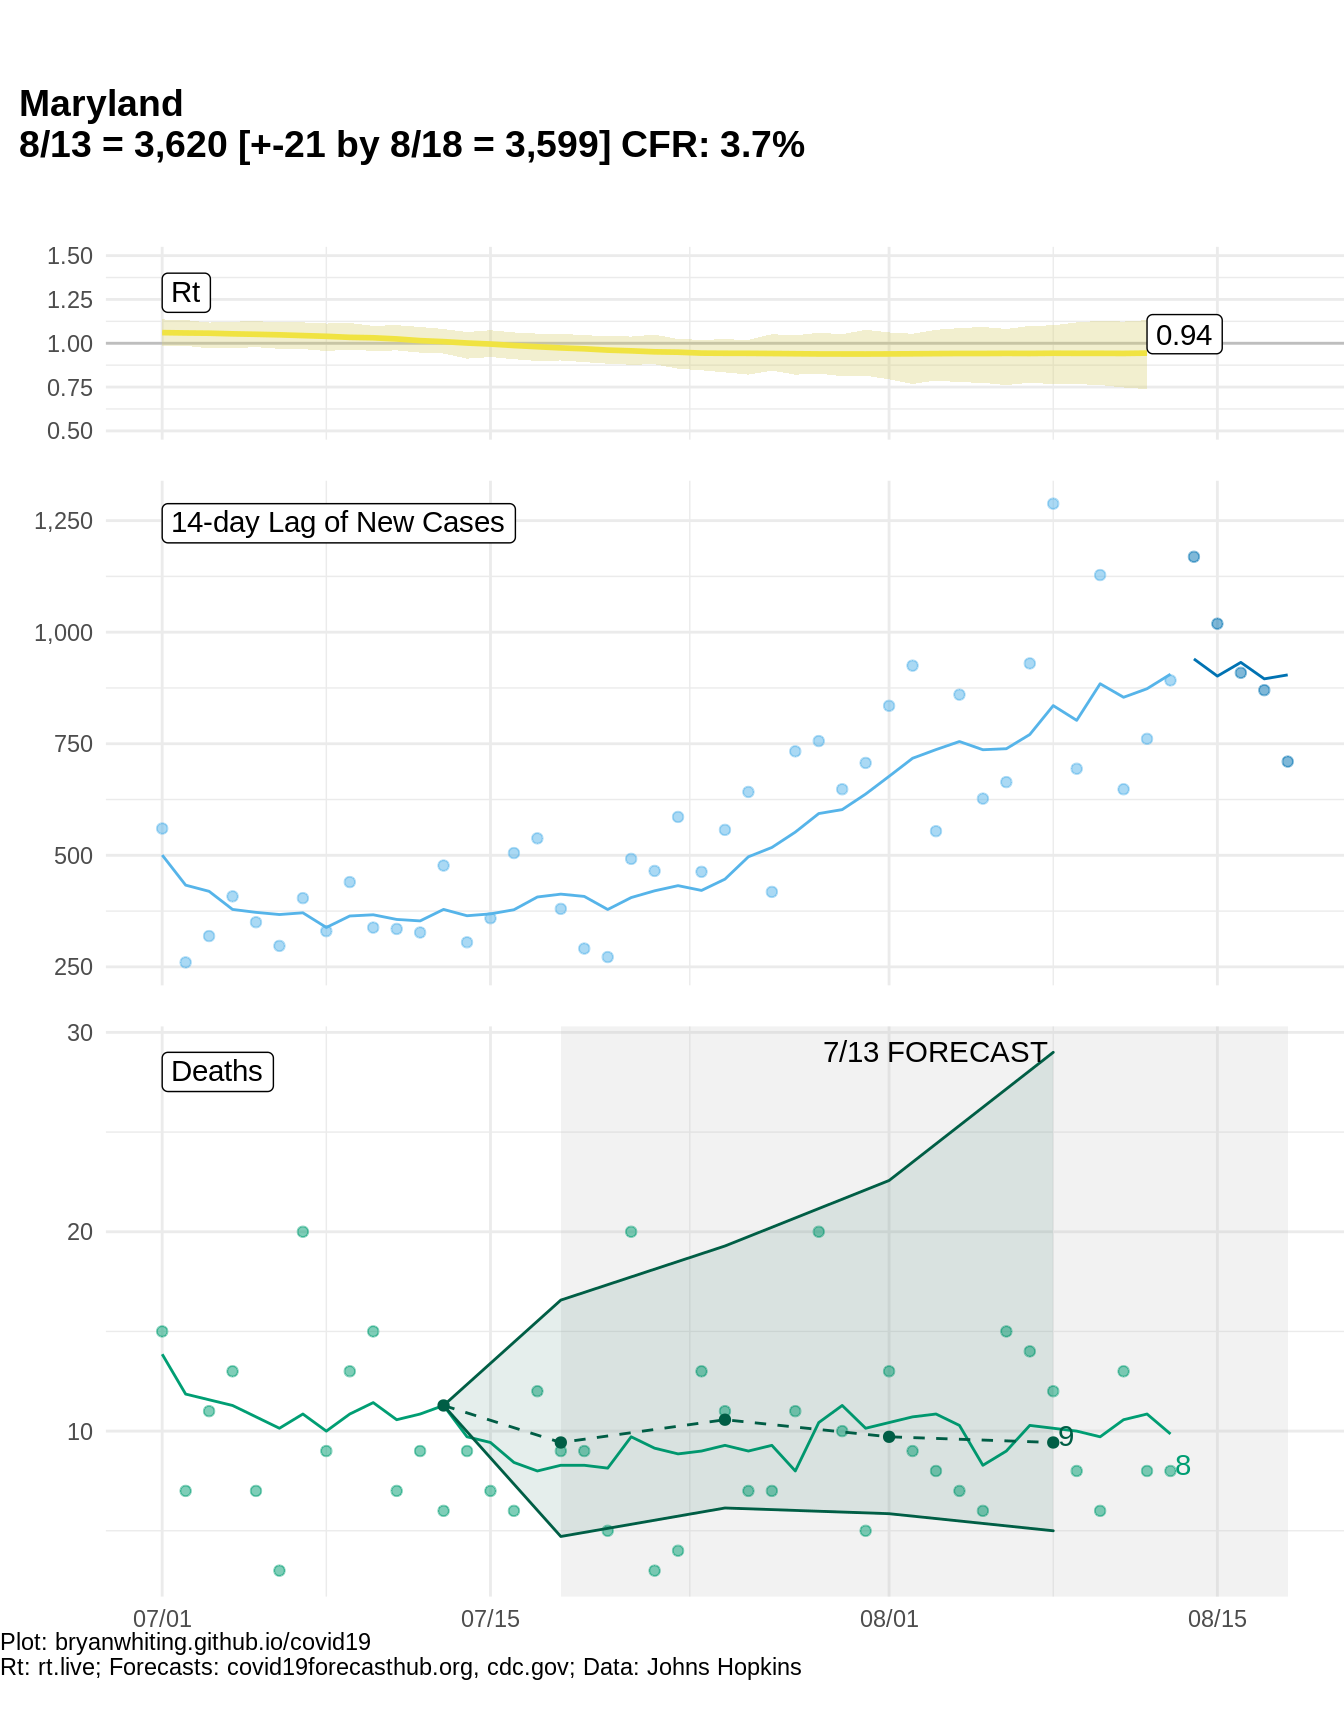 Maryland
8/13 = 3,620 [+-21 by 8/18 = 3,599] CFR: 3.7%
1.50
1.25
1.00
0.75
0.50
Rt
0.94
1,250
1,000
750
500
250
14-day Lag of New Cases
30
20
10
Deaths
7/13 FORECAST
9
8
07/01 07/15 08/01 08/15
Plot: bryanwhiting.github.io/covid19
Rt: rt.live; Forecasts: covid19forecasthub.org, cdc.gov; Data: Johns Hopkins